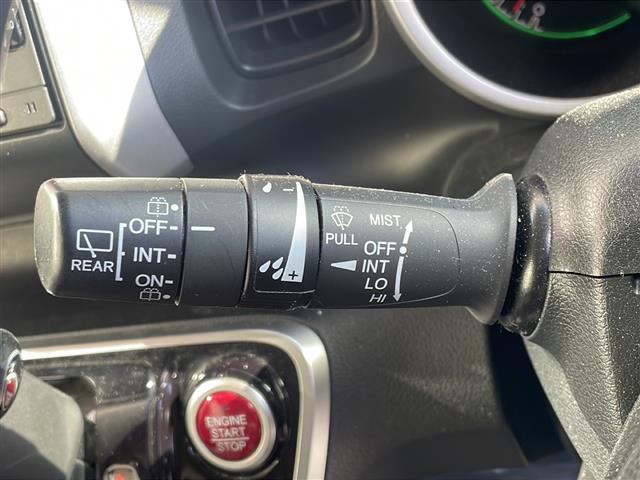 OFF
INT
ON
REAR
−
+
PULL
MIST
OFF
INT
LO
HI
ENGINE
START
STOP